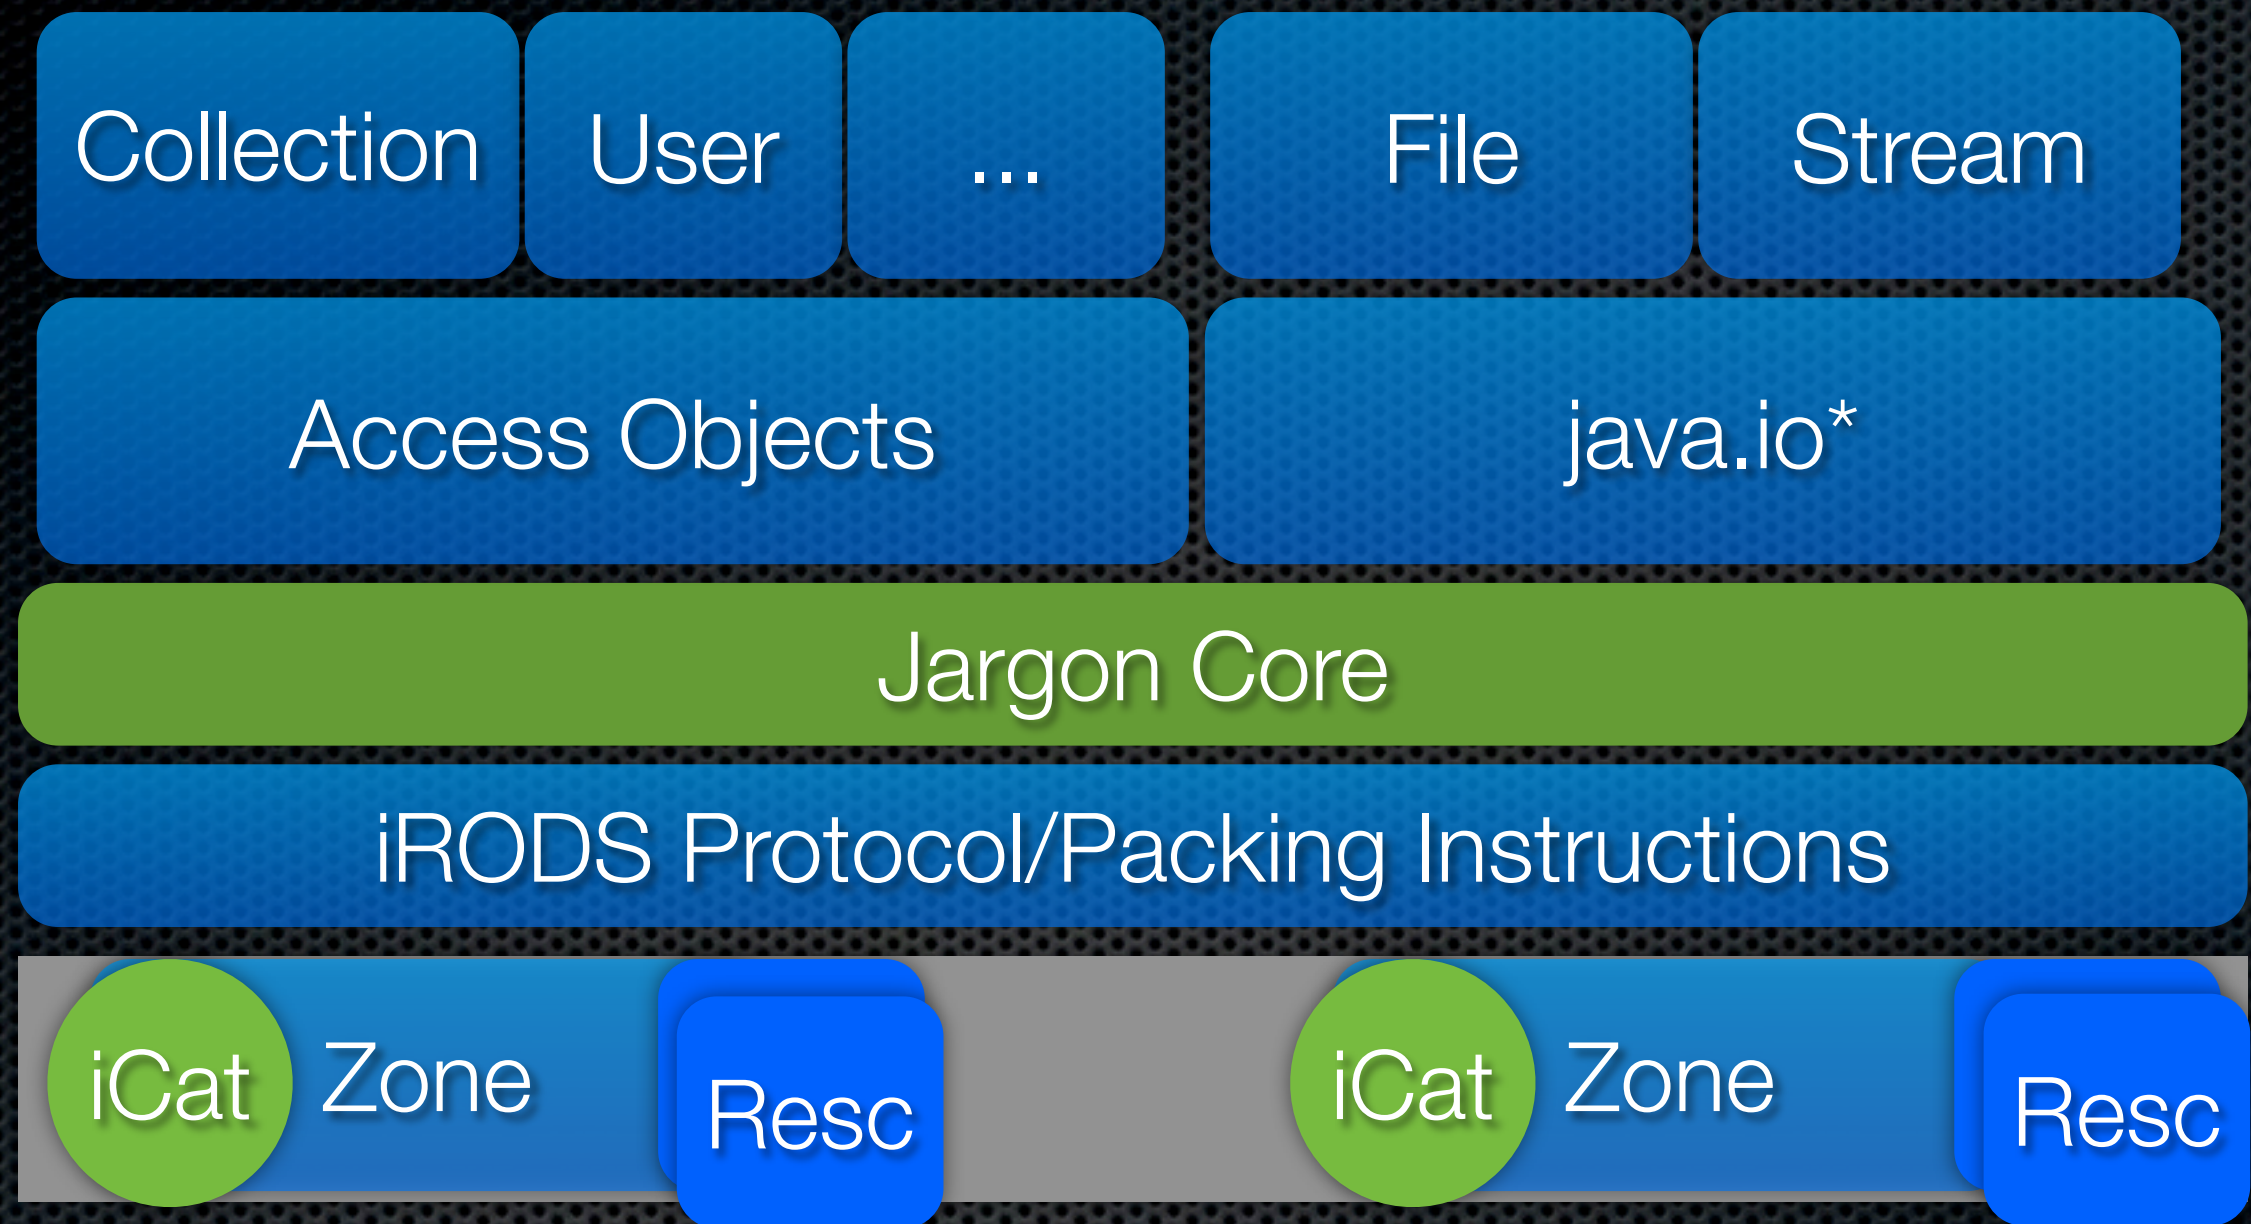 Collection
User
...
File
Stream
Access Objects
java.io*
Jargon Core
iRODS Protocol/Packing Instructions
iCat
Zone
Resc
iCat
Zone
Resc